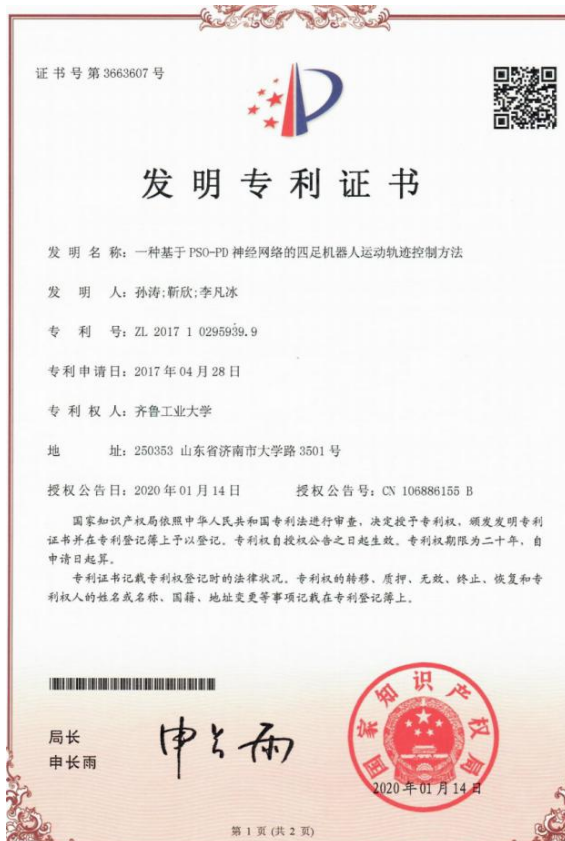 证书号第3663607号
发明专利证书
发明名称：一种基于PSO-PD神经网络的四足机器人运动轨迹控制方法
发明人：孙涛;靳欣;李凡冰
专利号：ZL 2017 1 0295939.9
专利申请日：2017年04月28日
专利权人：齐鲁工业大学
地址：250353 山东省济南市大学路3501号
授权公告日：2020年01月14日 授权公告号：CN 106886155 B
国家知识产权局依照中华人民共和国专利法进行审查，决定授予专利权，颁发发明专利
证书并在专利登记簿上予以登记。专利权自授权公告之日起生效。专利权期限为二十年，自
申请日起算。
专利证书记载专利权登记时的法律状况。专利权的转移、质押、无效、终止、恢复和专
利权人的姓名或名称、国籍、地址变更等事项记载在专利登记簿上。
局长
申长雨
申长雨
国家知识产权局
2020年01月14日
第1页(共2页)